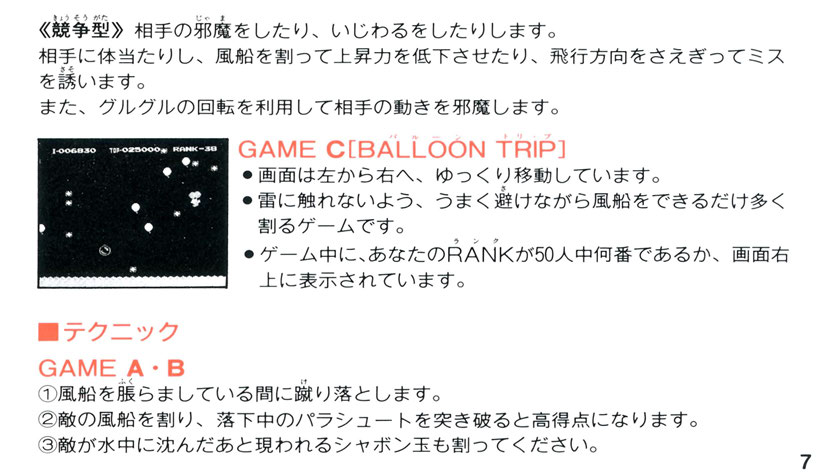 《競争型》相手の邪魔をしたり、いじわるをしたりします。
相手に体当たりし、風船を割って上昇力を低下させたり、飛行方向をさえぎってミス
を誘います。
また、グルグルの回転を利用して相手の動きを邪魔します。
I-006830 TOP-025000 RANK-38
GAME C[BALLOON TRIP]
●画面は左から右へ、ゆっくり移動しています。
●雷に触れないよう、うまく避けながら風船をできるだけ多く
割るゲームです。
●ゲーム中に、あなたのRANKが50人中何番であるか、画面右
上に表示されています。
■テクニック
GAME A・B
①風船を脹らましている間に蹴り落とします。
②敵の風船を割り、落下中のパラシュートを突き破ると高得点になります。
③敵が水中に沈んだあと現われるシャボン玉も割ってください。
7